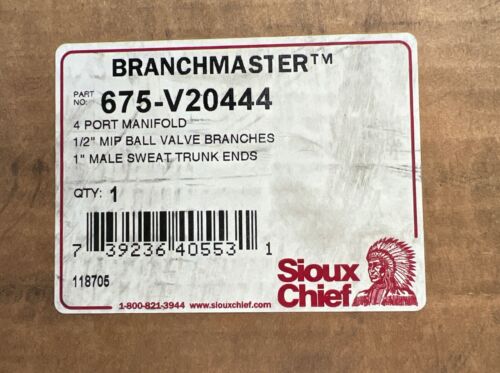 BRANCHMASTER™
PART NO: 675-V20444
4 PORT MANIFOLD
1/2" MIP BALL VALVE BRANCHES
1" MALE SWEAT TRUNK ENDS
QTY: 1
7 39236 40553 1
118705
Sioux
Chief
1-800-821-3944 www.siouxchief.com